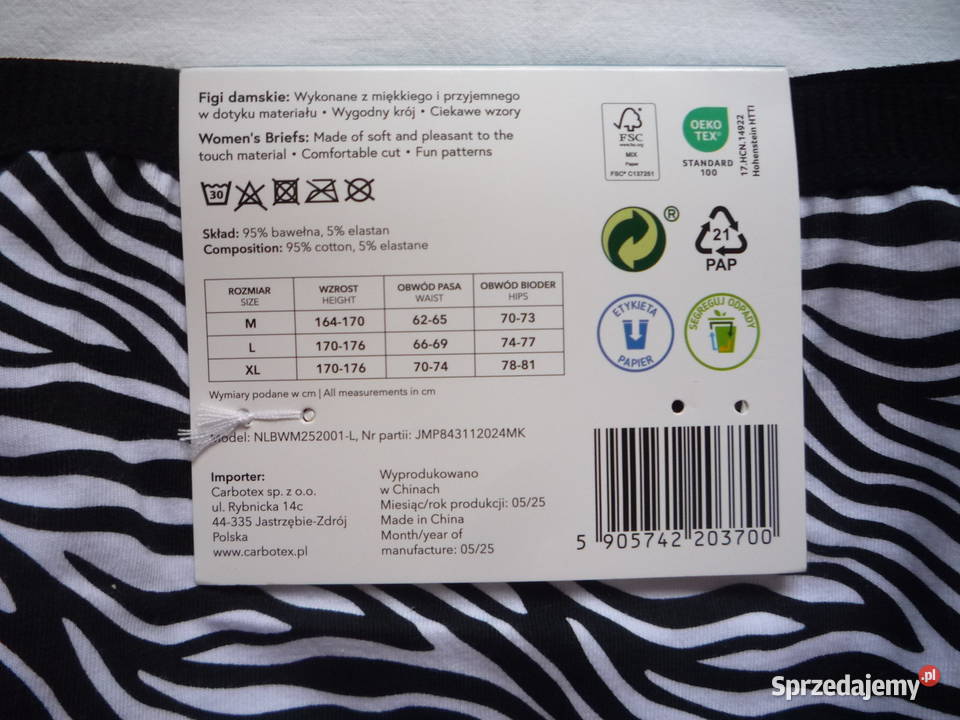 Figi damskie: Wykonane z miękkiego i przyjemnego
w dotyku materiału • Wygodny krój • Ciekawe wzory
Women's Briefs: Made of soft and pleasant to the
touch material • Comfortable cut • Fun patterns
30
Skład: 95% bawełna, 5% elastan
Composition: 95% cotton, 5% elastane
ROZMIAR SIZE | WZROST HEIGHT | OBWÓD PASA WAIST | OBWÓD BIODER HIPS
M 164-170 62-65 70-73
L 170-176 66-69 74-77
XL 170-176 70-74 78-81
Wymiary podane w cm | All measurements in cm
Model: NLBWM252001-L, Nr partii: JMP843112024MK
Importer:
Carbotex sp. z o.o.
ul. Rybnicka 14c
44-335 Jastrzębie-Zdrój
Polska
www.carbotex.pl
Wyprodukowano
w Chinach
Miesiąc/rok produkcji: 05/25
Made in China
Month/year of
manufacture: 05/25
FSC
www.fsc.org
MIX
Paper
FSC® C137251
OEKO
TEX®
STANDARD
100
17.HCN.14922
Hohenstein HTTI
®
21
PAP
ETYKIETA
PAPIER
SEGREGUJ ODPADY
5 905742 203700
Sprzedajemy.pl